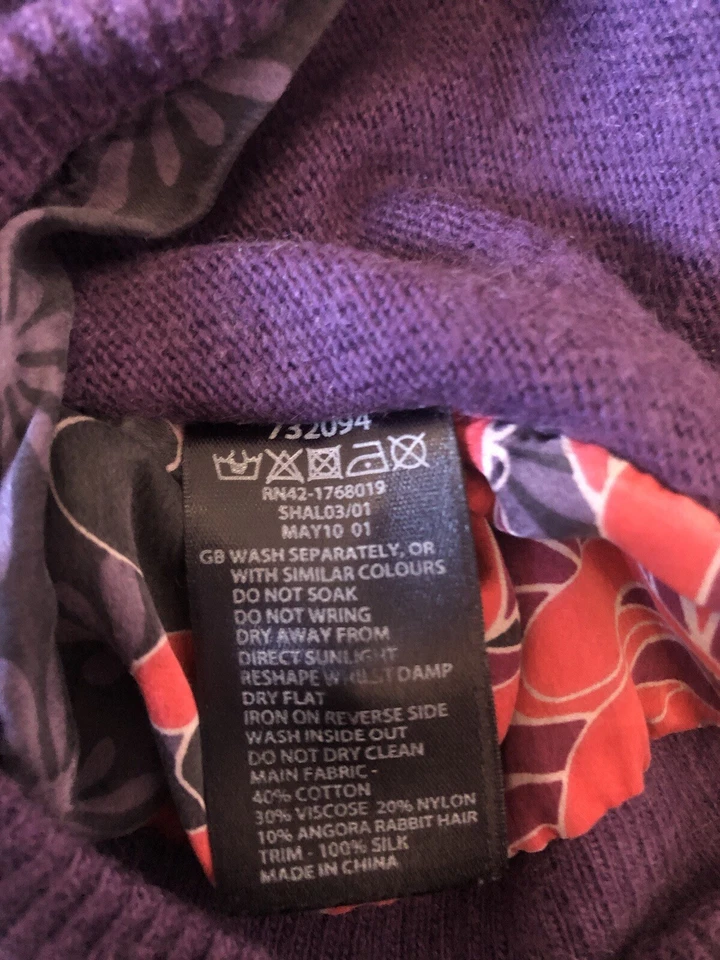 732094
RN42-1768019
SHAL03/01
MAY10 01
GB WASH SEPARATELY, OR
WITH SIMILAR COLOURS
DO NOT SOAK
DO NOT WRING
DRY AWAY FROM
DIRECT SUNLIGHT
RESHAPE WHILST DAMP
DRY FLAT
IRON ON REVERSE SIDE
WASH INSIDE OUT
DO NOT DRY CLEAN
MAIN FABRIC -
40% COTTON
30% VISCOSE 20% NYLON
10% ANGORA RABBIT HAIR
TRIM - 100% SILK
MADE IN CHINA